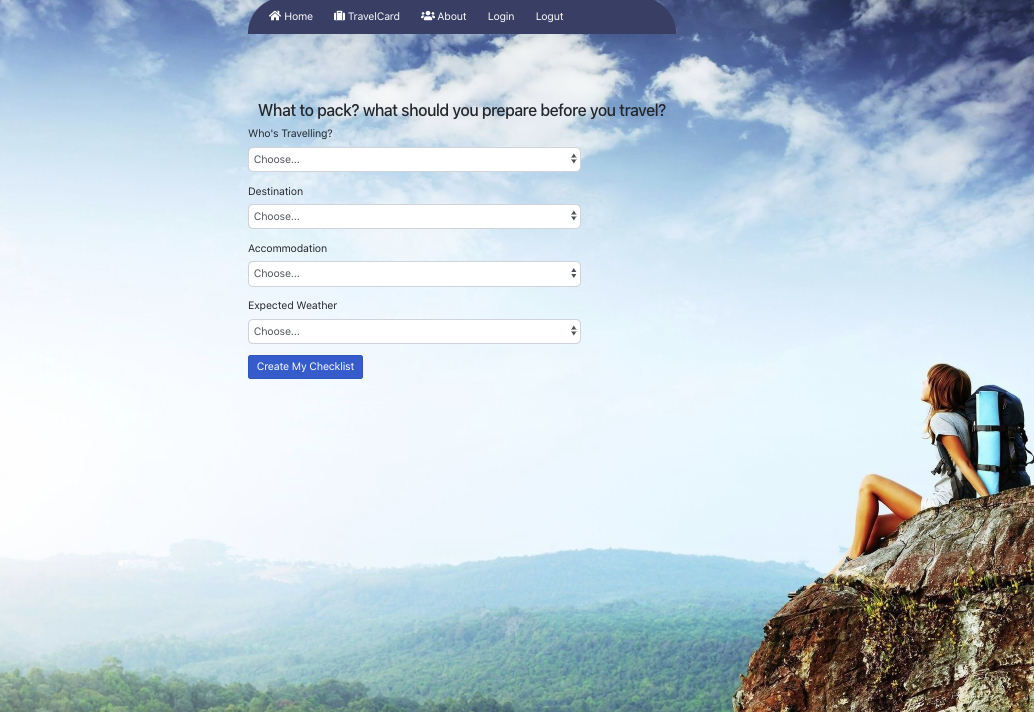 Home TravelCard About Login Logut
What to pack? what should you prepare before you travel?
Who's Travelling?
Choose...
Destination
Choose...
Accommodation
Choose...
Expected Weather
Choose...
Create My Checklist